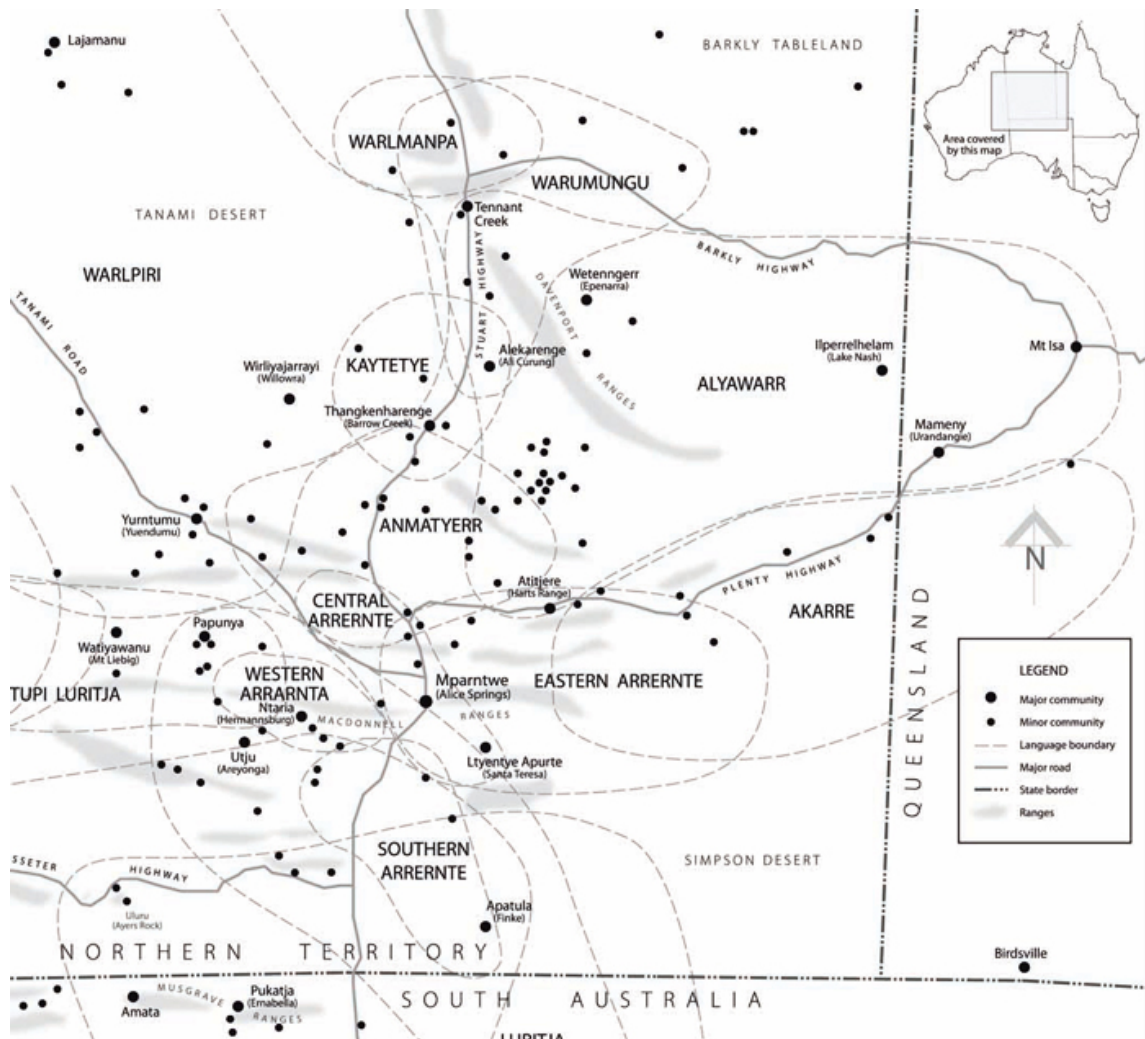 Lajamanu
BARKLY TABLELAND
Area covered
by this map
WARLMANPA
WARUMUNGU
TANAMI DESERT
Tennant
Creek
WARLPIRI
BARKLY HIGHWAY
STUART HIGHWAY
Wetenngerr
(Epenarra)
DAVENPORT
RANGES
TANAMI
ROAD
Ilperrelhelam
(Lake Nash)
Mt Isa
Alekarenge
(Ali Curung)
KAYTETYE
Wirliyajarrayi
(Willowra)
ALYAWARR
Thangkenharenge
(Barrow Creek)
Mameny
(Urandangie)
Yurntumu
(Yuendumu)
ANMATYERR
N
Atitjere
(Harts Range)
PLENTY HIGHWAY
CENTRAL
ARRERNTE
AKARRE
QUEENSLAND
Papunya
Watiyawanu
(Mt Liebig)
WESTERN
ARRARNTA
EASTERN ARRERNTE
TUPI LURITJA
Mparntwe
(Alice Springs)
Ntaria
(Hermannsburg)
MACDONNELL
RANGES
Utju
(Areyonga)
Ltyentye Apurte
(Santa Teresa)
LEGEND
Major community
Minor community
Language boundary
Major road
State border
Ranges
SOUTHERN
ARRERNTE
SIMPSON DESERT
SSETER
HIGHWAY
Uluru
(Ayers Rock)
Apatula
(Finke)
NORTHERN TERRITORY
Birdsville
MUSGRAVE
RANGES
Amata
Pukatja
(Ernabella)
SOUTH AUSTRALIA
LURITJA